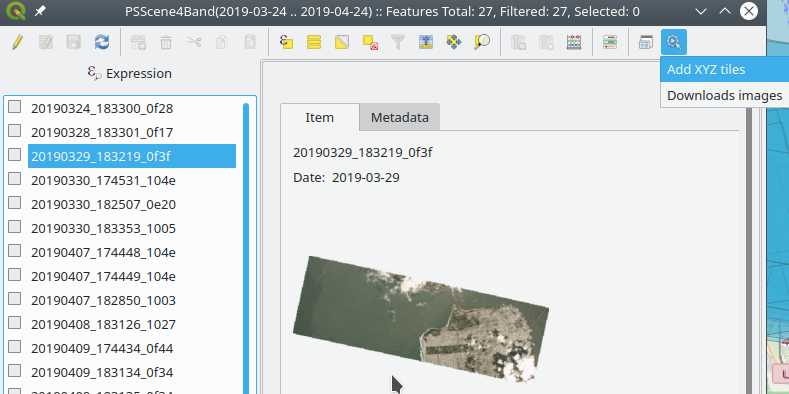 PSScene4Band(2019-03-24 .. 2019-04-24) :: Features Total: 27, Filtered: 27, Selected: 0
Add XYZ tiles
Downloads images
Expression
20190324_183300_0f28
20190328_183301_0f17
20190329_183219_0f3f
20190330_174531_104e
20190330_182507_0e20
20190330_183353_1005
20190407_174448_104e
20190407_174449_104e
20190407_182850_1003
20190408_183126_1027
20190409_174434_0f44
20190409_183134_0f34
Item
Metadata
20190329_183219_0f3f
Date: 2019-03-29